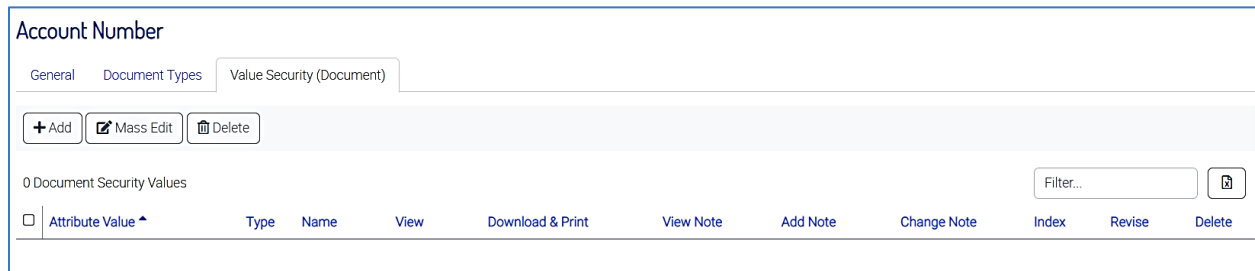 Account Number
General Document Types Value Security (Document)
Add Mass Edit Delete
0 Document Security Values Filter...
Attribute Value Type Name View Download & Print View Note Add Note Change Note Index Revise Delete